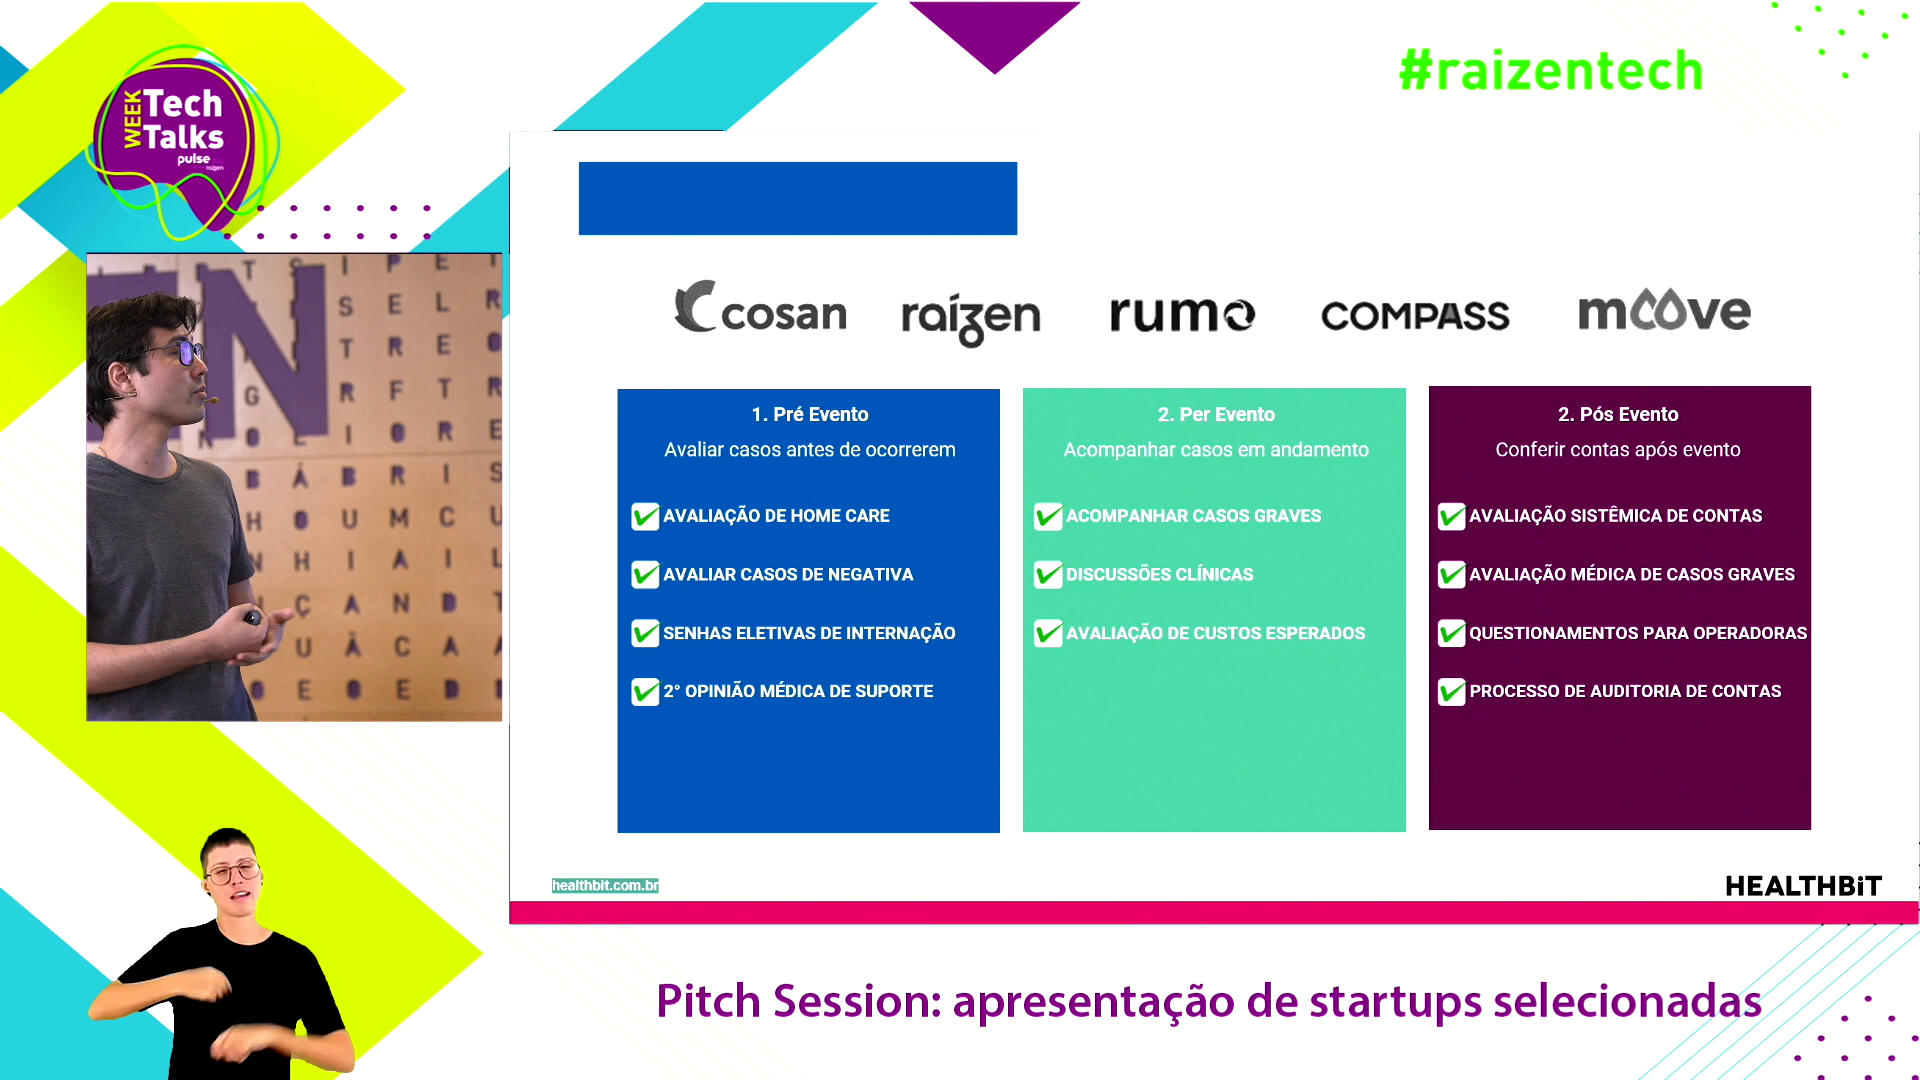 #raizentech
WEEK
Tech
Talks
pulse
raízen
cosan
raízen
rumo
COMPASS
moove
1. Pré Evento
Avaliar casos antes de ocorrerem
AVALIAÇÃO DE HOME CARE
AVALIAR CASOS DE NEGATIVA
SENHAS ELETIVAS DE INTERNAÇÃO
2° OPINIÃO MÉDICA DE SUPORTE
2. Per Evento
Acompanhar casos em andamento
ACOMPANHAR CASOS GRAVES
DISCUSSÕES CLÍNICAS
AVALIAÇÃO DE CUSTOS ESPERADOS
2. Pós Evento
Conferir contas após evento
AVALIAÇÃO SISTÊMICA DE CONTAS
AVALIAÇÃO MÉDICA DE CASOS GRAVES
QUESTIONAMENTOS PARA OPERADORAS
PROCESSO DE AUDITORIA DE CONTAS
healthbit.com.br
HEALTHBiT
Pitch Session: apresentação de startups selecionadas